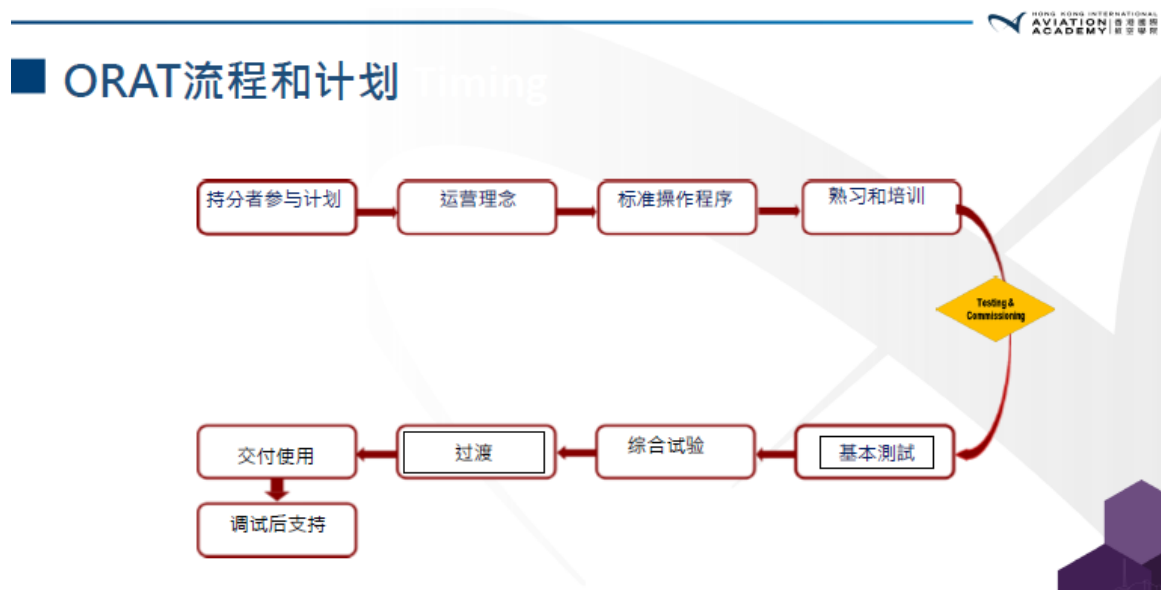 HONG KONG INTERNATIONAL
AVIATION 香港國際
ACADEMY 航空學院
ORAT流程和计划 Timing
持分者参与计划
运营理念
标准操作程序
熟习和培训
Testing &
Commissioning
基本測試
综合试验
过渡
交付使用
调试后支持